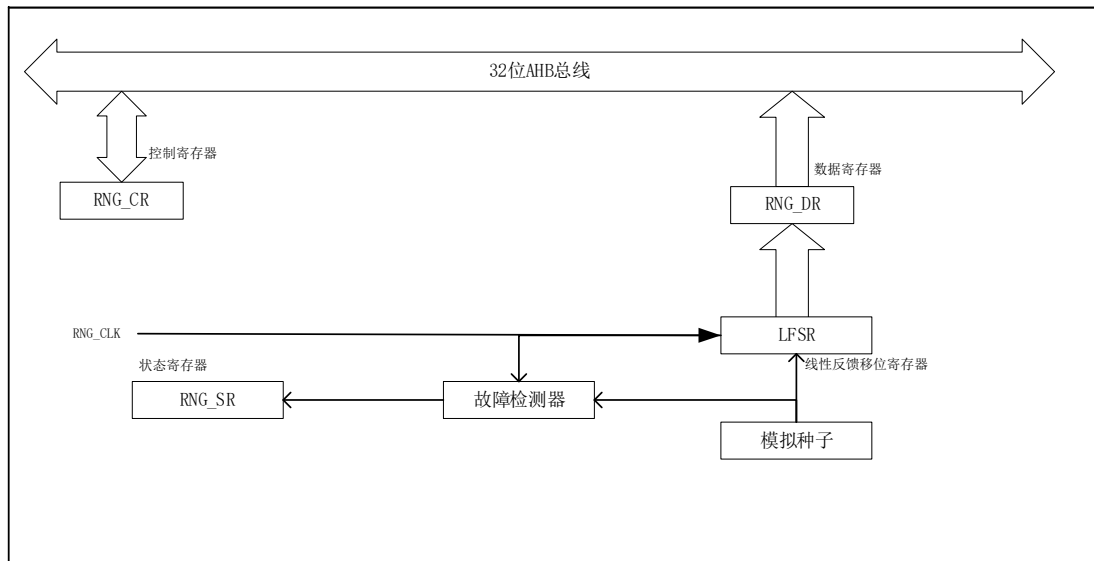 32位AHB总线
控制寄存器
数据寄存器
RNG_CR
RNG_DR
RNG_CLK
LFSR
状态寄存器
线性反馈移位寄存器
RNG_SR
故障检测器
模拟种子